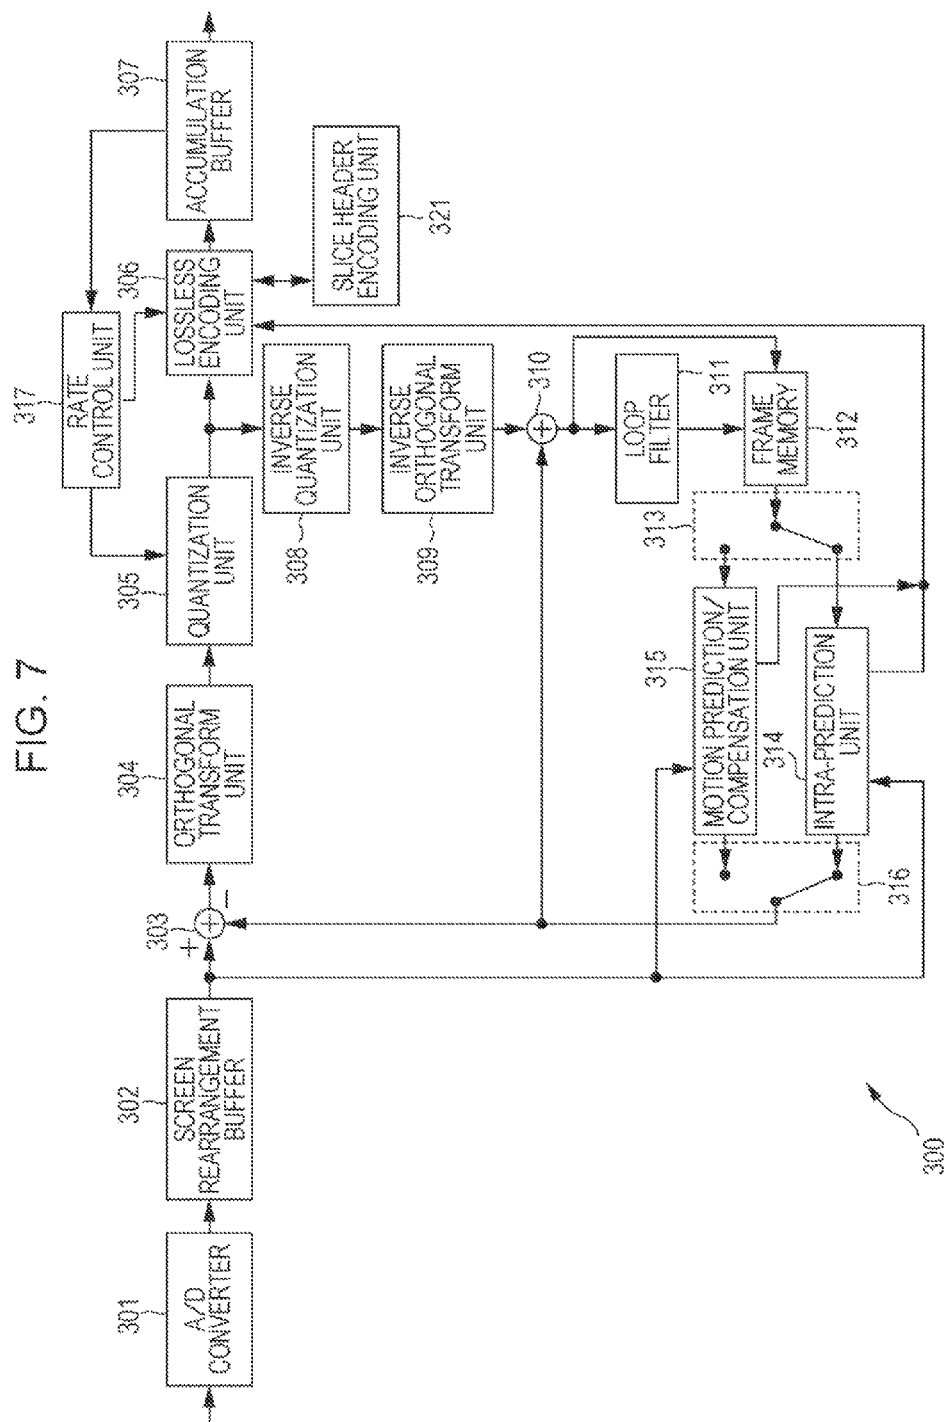 FIG. 7
300
301
A/D
CONVERTER
302
SCREEN
REARRANGEMENT
BUFFER
303
+
−
304
ORTHOGONAL
TRANSFORM
UNIT
305
QUANTIZATION
UNIT
317
RATE
CONTROL UNIT
306
LOSSLESS
ENCODING
UNIT
307
ACCUMULATION
BUFFER
SLICE HEADER
ENCODING UNIT
321
INVERSE
QUANTIZATION
UNIT
308
INVERSE
ORTHOGONAL
TRANSFORM
UNIT
309
310
LOOP
FILTER
311
FRAME
MEMORY
312
313
315
MOTION PREDICTION/
COMPENSATION UNIT
314
INTRA-PREDICTION
UNIT
316